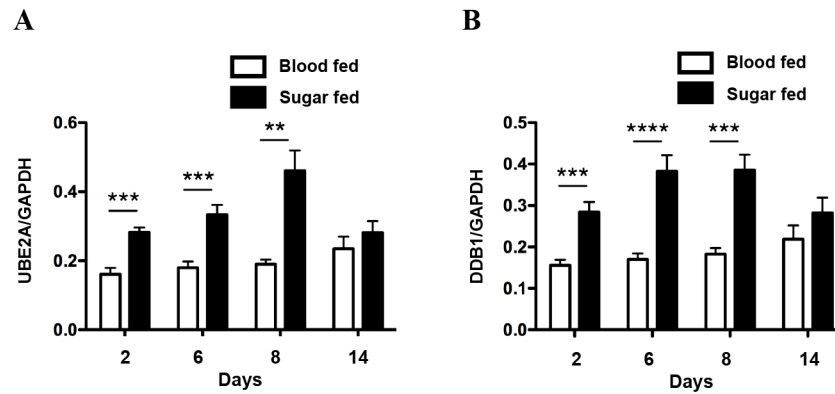 A
Blood fed
Sugar fed
UBE2A/GAPDH
0.6
0.4
0.2
0.0
***
***
**
2 6 8 14
Days
B
Blood fed
Sugar fed
DDB1/GAPDH
0.5
0.4
0.3
0.2
0.1
0.0
***
****
***
2 6 8 14
Days